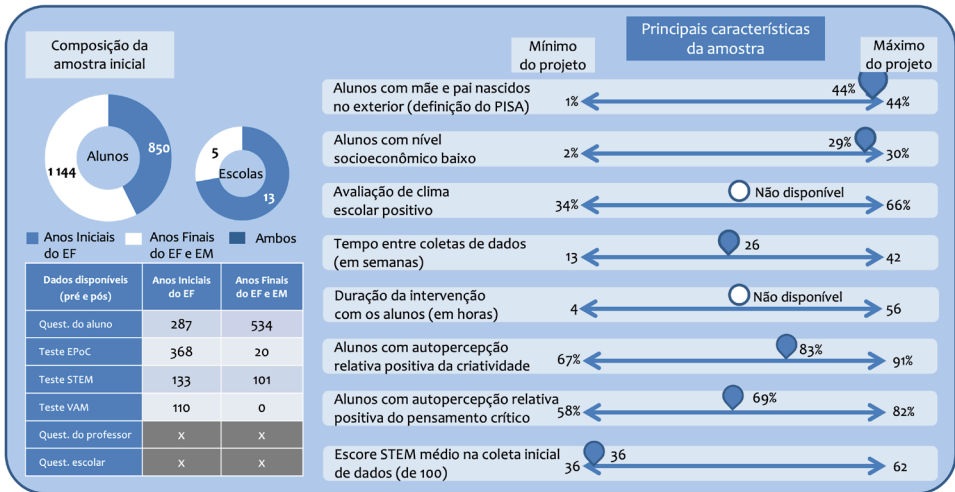 Composição da
amostra inicial
850
Alunos
1 144
5
Escolas
13
Anos Iniciais
do EF
Anos Finais
do EF e EM
Ambos
Dados disponíveis
(pré e pós)
Anos Iniciais
do EF
Anos Finais
do EF e EM
Quest. do aluno 287 534
Teste EPoC 368 20
Teste STEM 133 101
Teste VAM 110 0
Quest. do professor x x
Quest. escolar x x
Mínimo
do projeto
Principais características
da amostra
Máximo
do projeto
Alunos com mãe e pai nascidos
no exterior (definição do PISA)
1%
44%
44%
Alunos com nível
socioeconômico baixo
2%
29%
30%
Avaliação de clima
escolar positivo
34%
Não disponível
66%
Tempo entre coletas de dados
(em semanas)
13
26
42
Duração da intervenção
com os alunos (em horas)
4
Não disponível
56
Alunos com autopercepção
relativa positiva da criatividade
67%
83%
91%
Alunos com autopercepção relativa
positiva do pensamento crítico
58%
69%
82%
Escore STEM médio na coleta inicial
de dados (de 100)
36
36
62